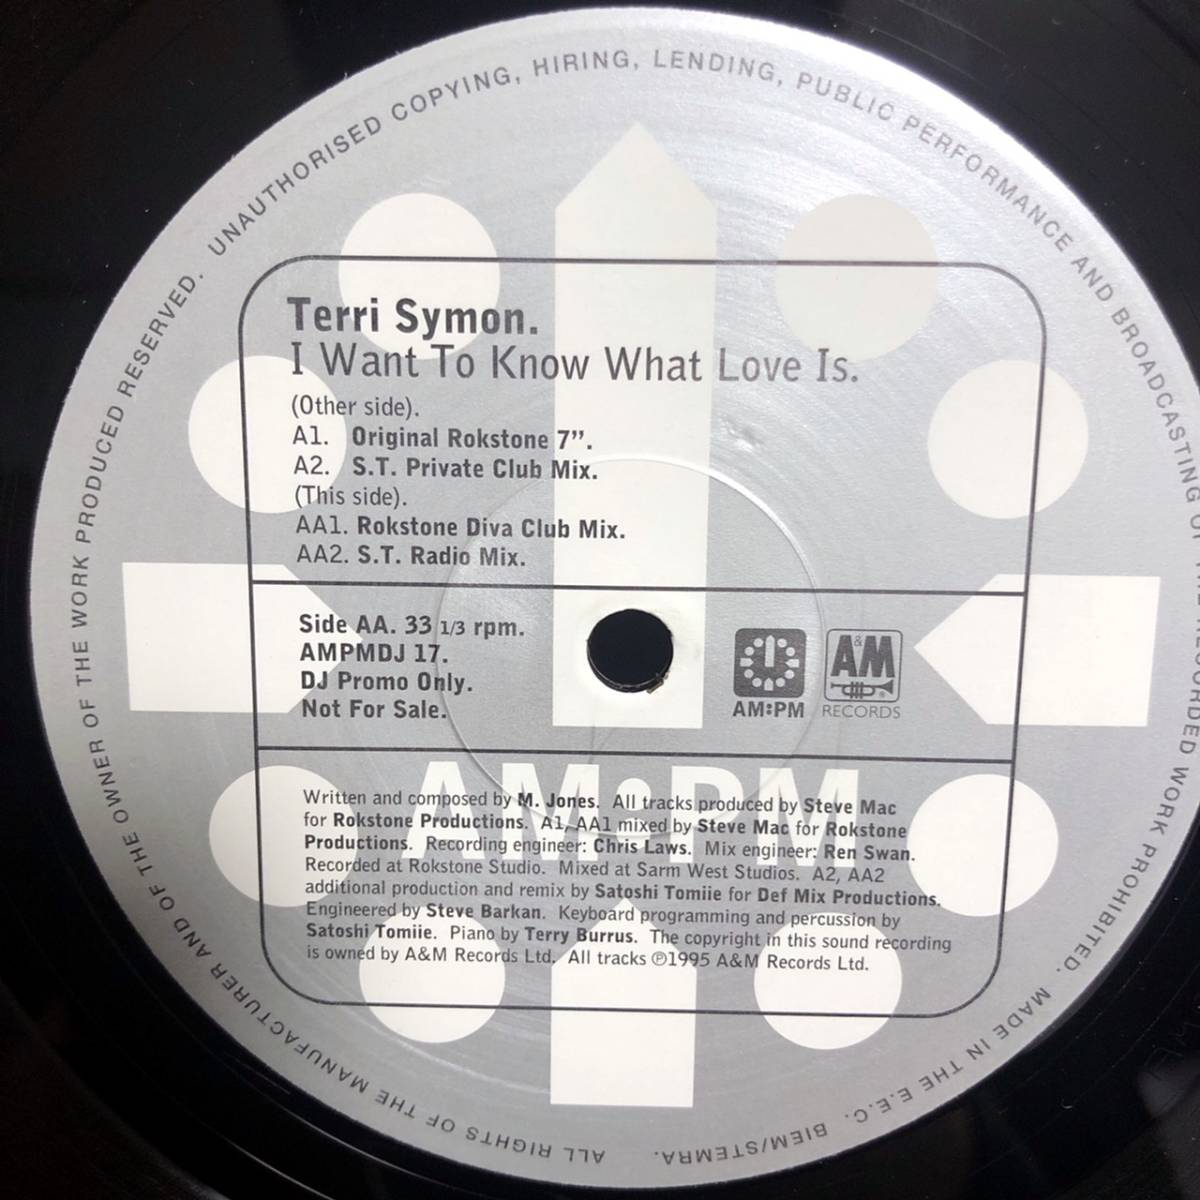 UNAUTHORISED COPYING, HIRING, LENDING, PUBLIC PERFORMANCE AND BROADCASTING OF THE RECORDED WORK PROHIBITED. MADE IN THE E.E.C. BIEM/STEMRA.
ALL RIGHTS OF THE MANUFACTURER AND OF THE OWNER OF THE WORK PRODUCED RESERVED.
Terri Symon.
I Want To Know What Love Is.
(Other side).
A1. Original Rokstone 7”.
A2. S.T. Private Club Mix.
(This side).
AA1. Rokstone Diva Club Mix.
AA2. S.T. Radio Mix.
Side AA. 33 1/3 rpm.
AMPMDJ 17.
DJ Promo Only.
Not For Sale.
AM:PM
A&M
®
RECORDS
AM:PM
Written and composed by M. Jones. All tracks produced by Steve Mac
for Rokstone Productions. A1, AA1 mixed by Steve Mac for Rokstone
Productions. Recording engineer: Chris Laws. Mix engineer: Ren Swan.
Recorded at Rokstone Studio. Mixed at Sarm West Studios. A2, AA2
additional production and remix by Satoshi Tomiie for Def Mix Productions.
Engineered by Steve Barkan. Keyboard programming and percussion by
Satoshi Tomiie. Piano by Terry Burrus. The copyright in this sound recording
is owned by A&M Records Ltd. All tracks ℗1995 A&M Records Ltd.